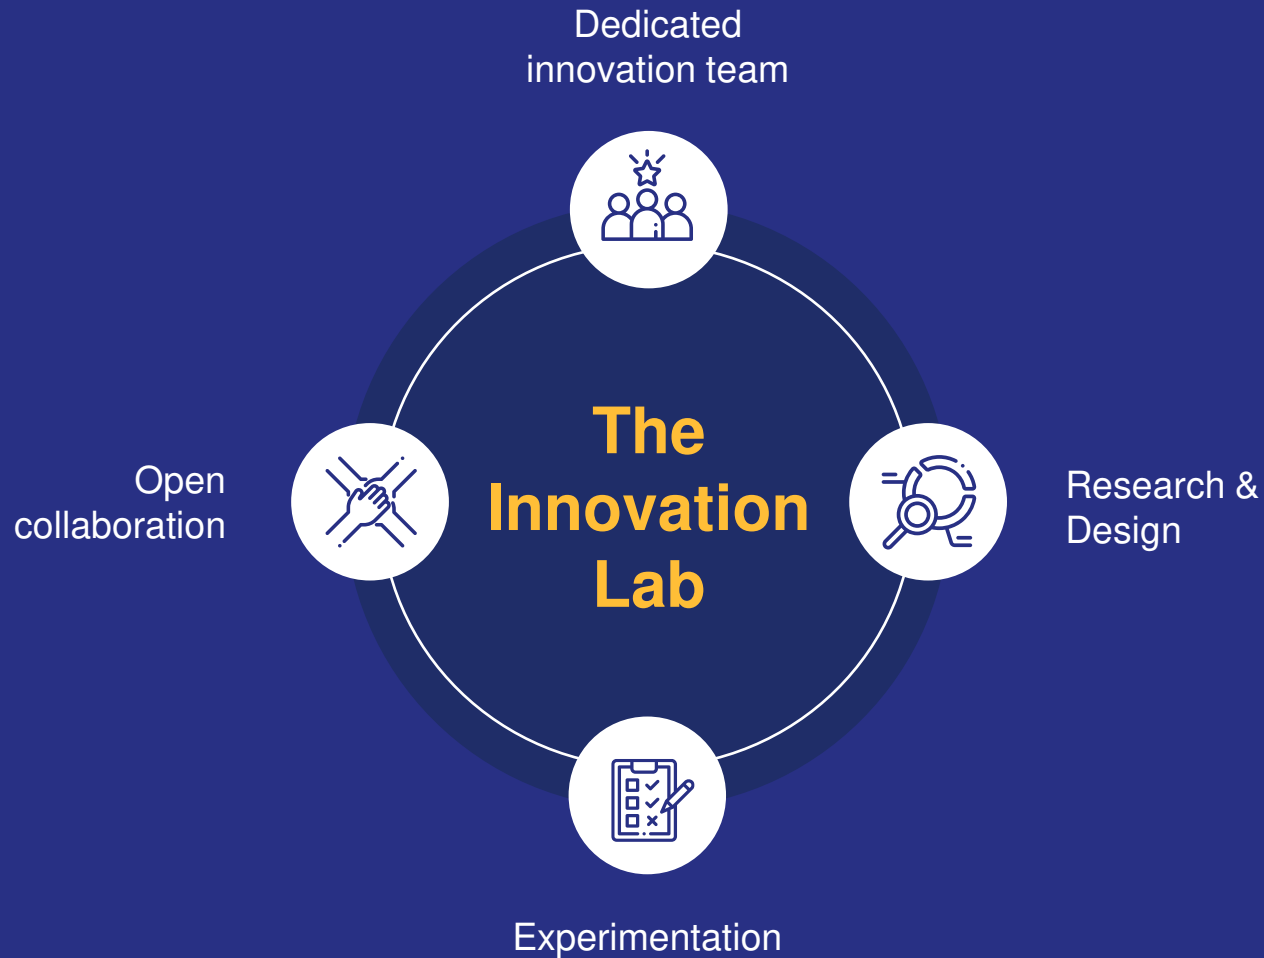 Dedicated
innovation team
The
Innovation
Lab
Open
collaboration
Research &
Design
Experimentation